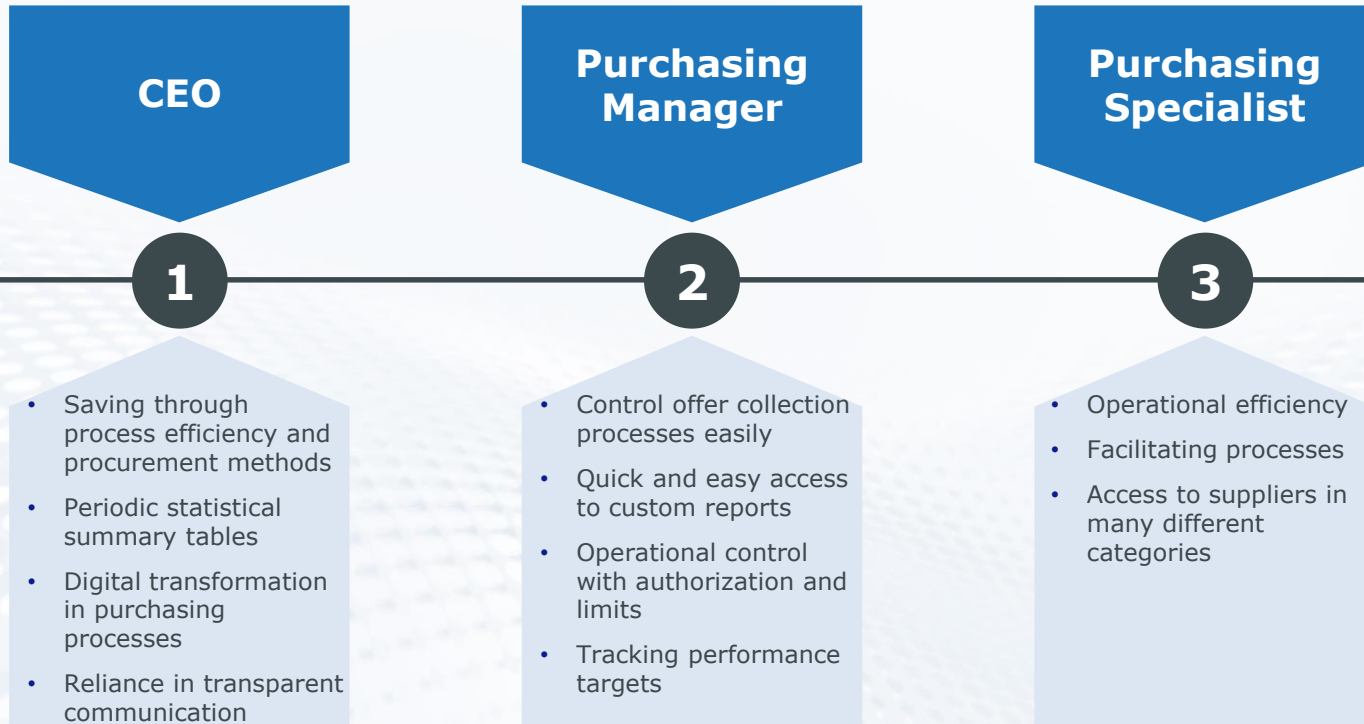 CEO
1
• Saving through
process efficiency and
procurement methods
• Periodic statistical
summary tables
• Digital transformation
in purchasing
processes
• Reliance in transparent
communication
Purchasing
Manager
2
• Control offer collection
processes easily
• Quick and easy access
to custom reports
• Operational control
with authorization and
limits
• Tracking performance
targets
Purchasing
Specialist
3
• Operational efficiency
• Facilitating processes
• Access to suppliers in
many different
categories